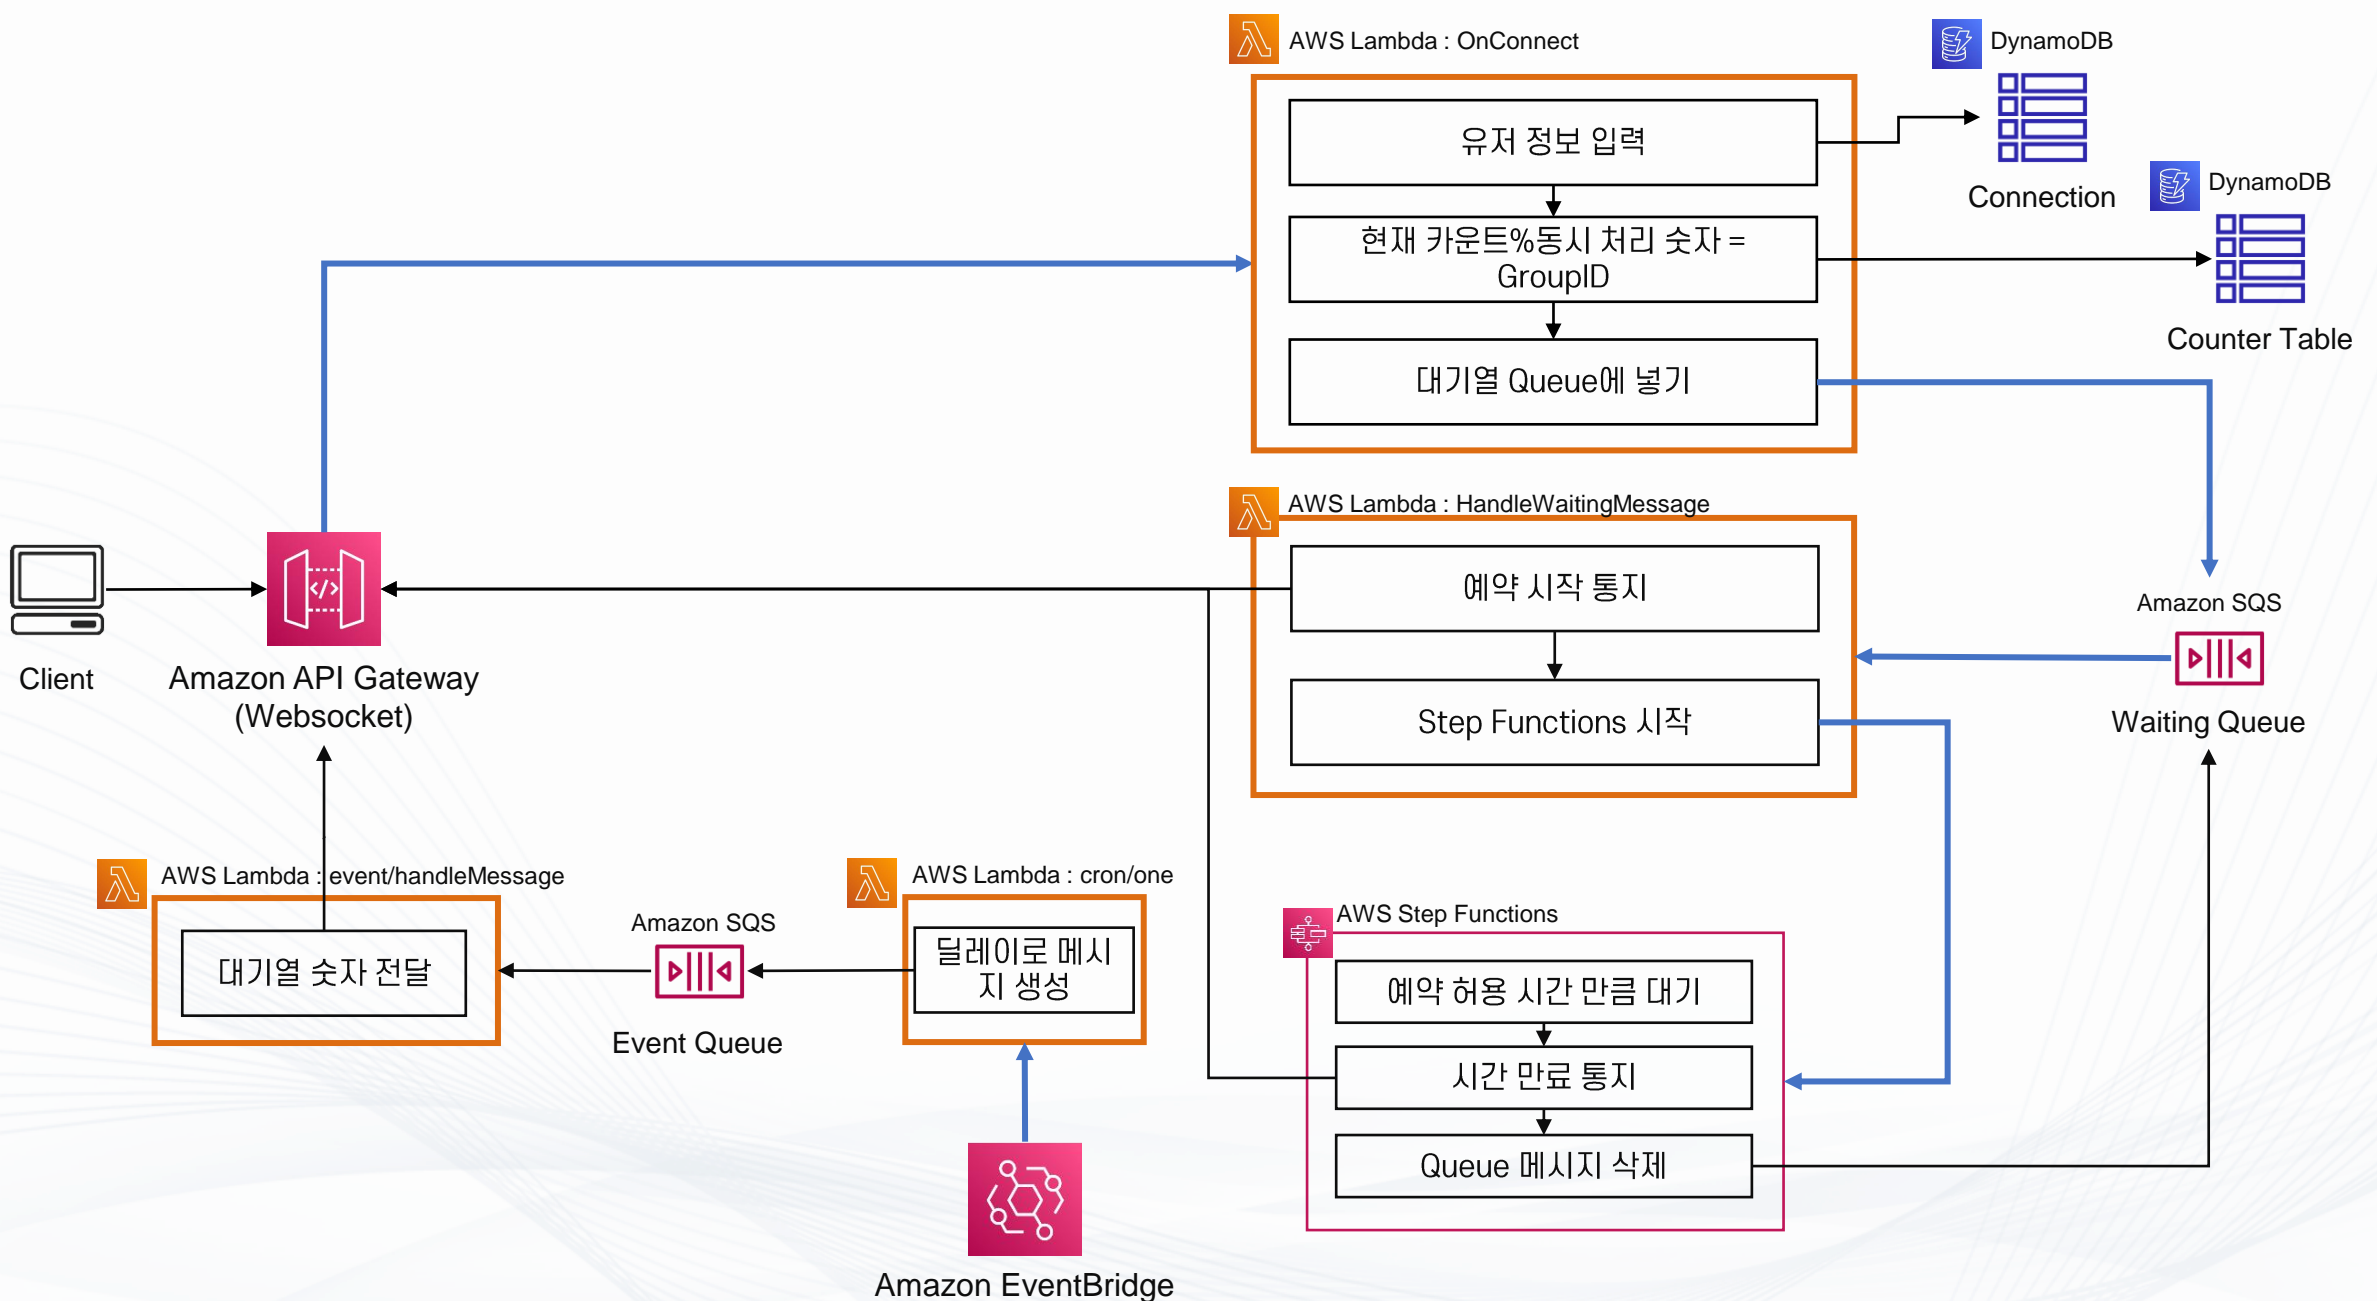 AWS Lambda : OnConnect
DynamoDB
유저 정보 입력
Connection
DynamoDB
현재 카운트%동시 처리 숫자 =
GroupID
Counter Table
대기열 Queue에 넣기
AWS Lambda : HandleWaitingMessage
예약 시작 통지
Amazon SQS
Client
Amazon API Gateway
(Websocket)
Step Functions 시작
Waiting Queue
AWS Lambda : event/handleMessage
AWS Lambda : cron/one
Amazon SQS
AWS Step Functions
대기열 숫자 전달
딜레이로 메시
지 생성
예약 허용 시간 만큼 대기
Event Queue
시간 만료 통지
Queue 메시지 삭제
Amazon EventBridge